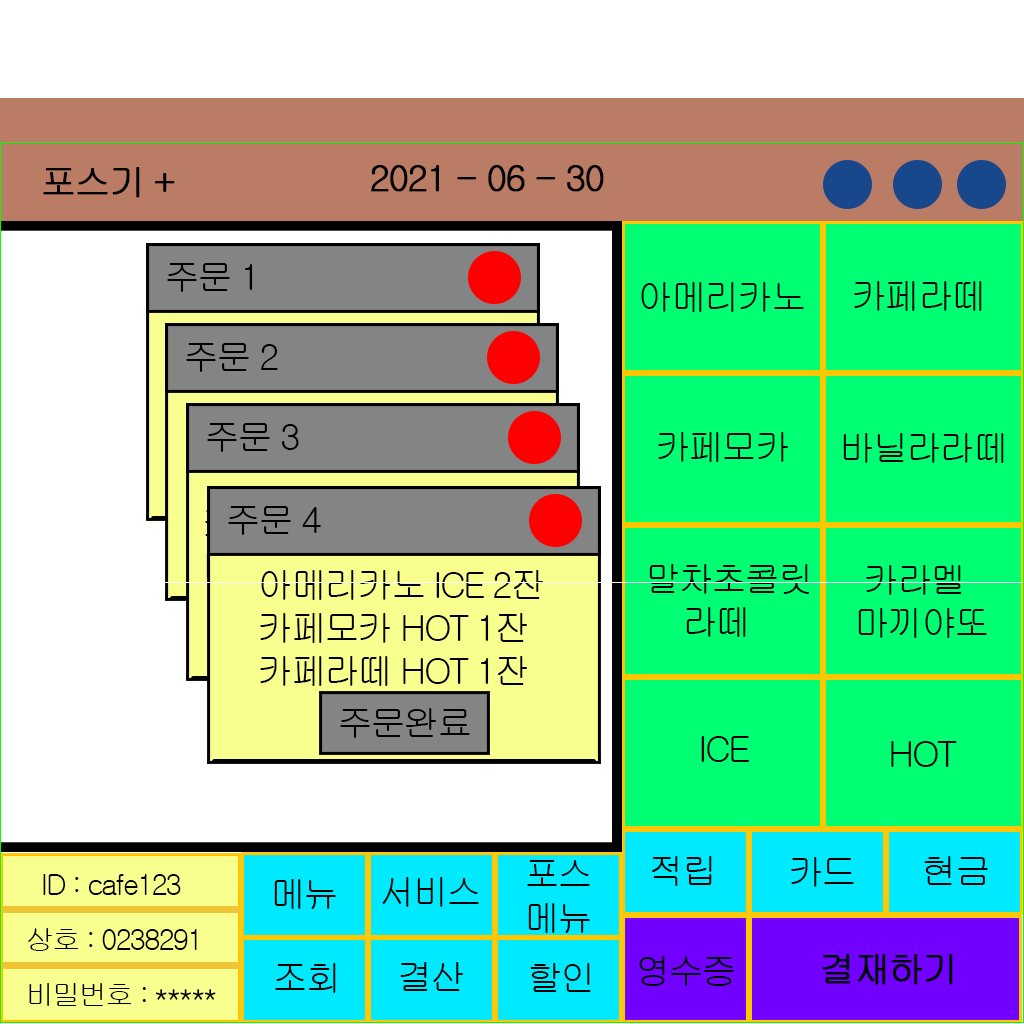 포스기 +
2021 - 06 - 30
주문 1
주문 2
주문 3
주문 4
아메리카노 ICE 2잔
카페모카 HOT 1잔
카페라떼 HOT 1잔
주문완료
아메리카노
카페라떼
카페모카
바닐라라떼
말차초콜릿
라떼
카라멜
마끼야또
ICE
HOT
적립
카드
현금
영수증
결재하기
ID : cafe123
상호 : 0238291
비밀번호 : *****
메뉴
서비스
포스
메뉴
조회
결산
할인